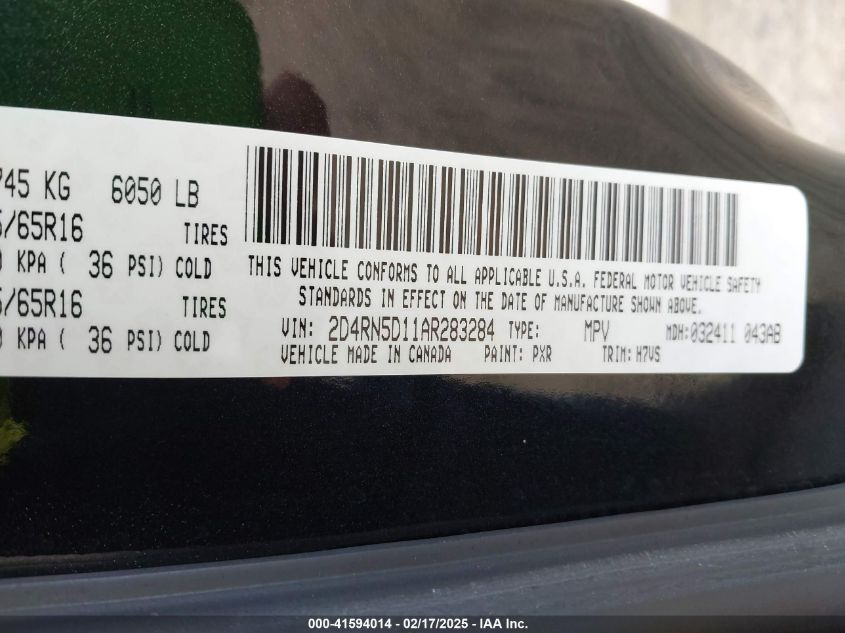 745 KG 6050 LB
5/65R16 TIRES
0 KPA ( 36 PSI) COLD
5/65R16 TIRES
0 KPA ( 36 PSI) COLD
THIS VEHICLE CONFORMS TO ALL APPLICABLE U.S.A. FEDERAL MOTOR VEHICLE SAFETY
STANDARDS IN EFFECT ON THE DATE OF MANUFACTURE SHOWN ABOVE.
VIN: 2D4RN5D11AR283284 TYPE: MPV MDH:032411 043AB
VEHICLE MADE IN CANADA PAINT: PXR TRIM: H7VS
000-41594014 — 02/17/2025 — IAA Inc.